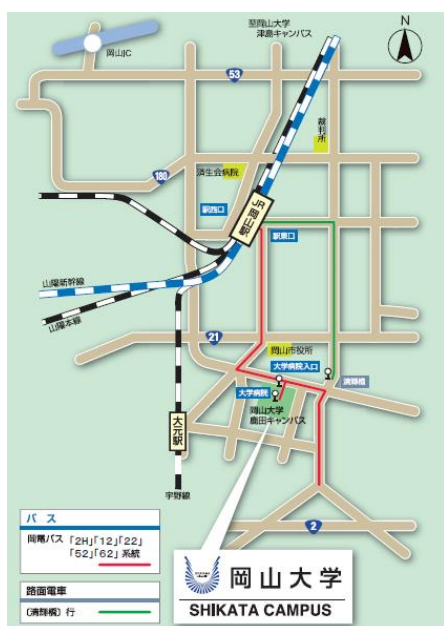 至岡山大学
津島キャンパス
N
岡山IC
53
裁判所
180
済生会病院
駅西口
JR岡山駅
駅東口
山陽新幹線
山陽本線
21
岡山市役所
大学病院入口
清輝橋
大学病院
岡山大学
鹿田キャンパス
大元駅
宇野線
2
バス
岡電バス「2H」「12」「22」
「52」「62」系統
路面電車
〔清輝橋〕行
岡山大学
SHIKATA CAMPUS